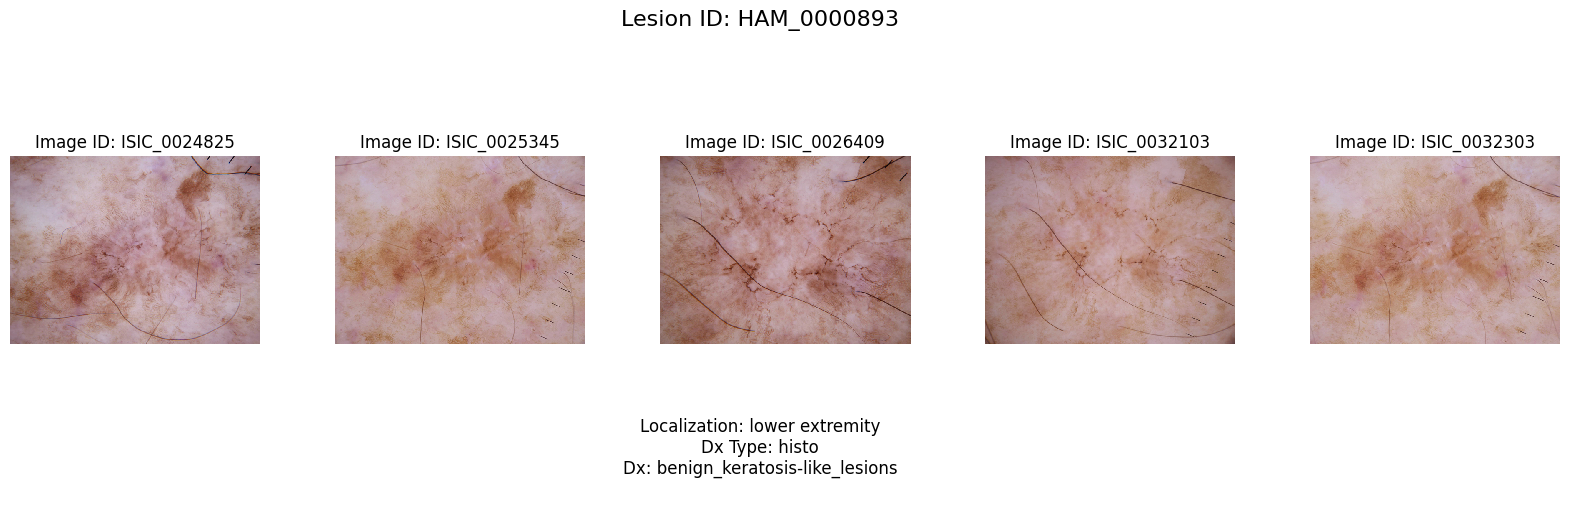 Lesion ID: HAM_0000893
Image ID: ISIC_0024825
Image ID: ISIC_0025345
Image ID: ISIC_0026409
Image ID: ISIC_0032103
Image ID: ISIC_0032303
Localization: lower extremity
Dx Type: histo
Dx: benign_keratosis-like_lesions